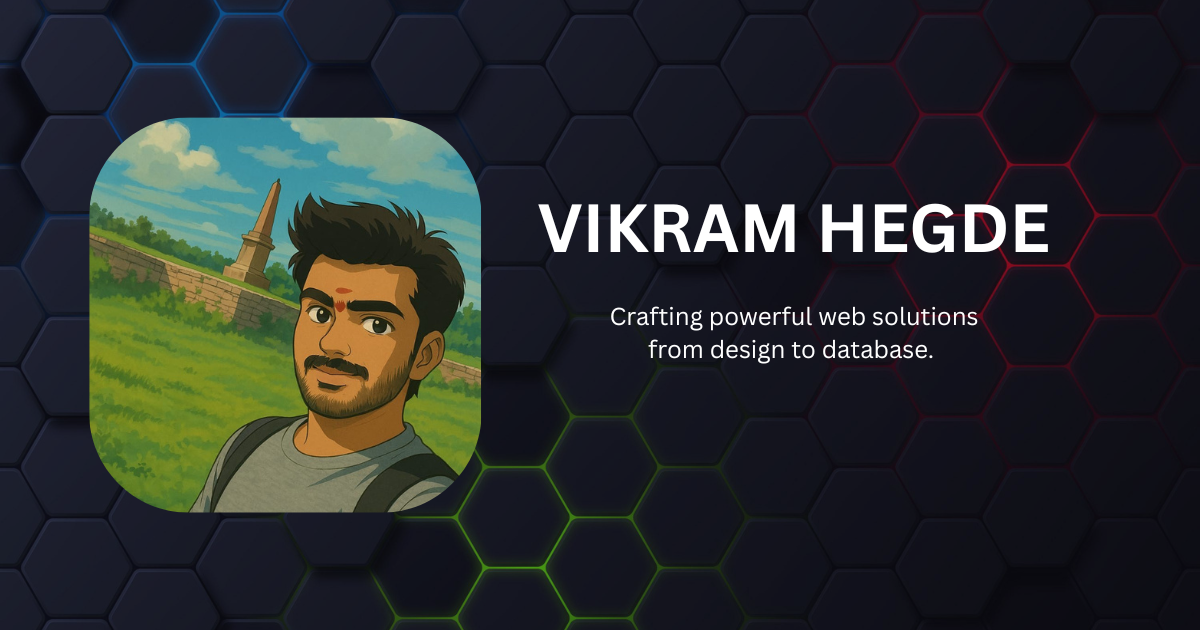 VIKRAM HEGDE
Crafting powerful web solutions
from design to database.